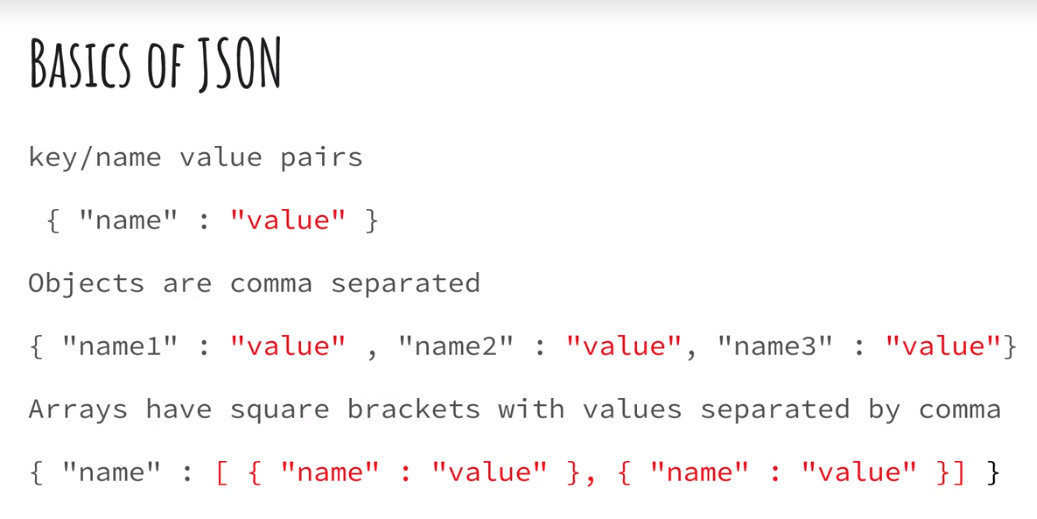 Basics of JSON
key/name value pairs
{ "name" : "value" }
Objects are comma separated
{ "name1" : "value" , "name2" : "value", "name3" : "value"}
Arrays have square brackets with values separated by comma
{ "name" : [ { "name" : "value" }, { "name" : "value" }] }